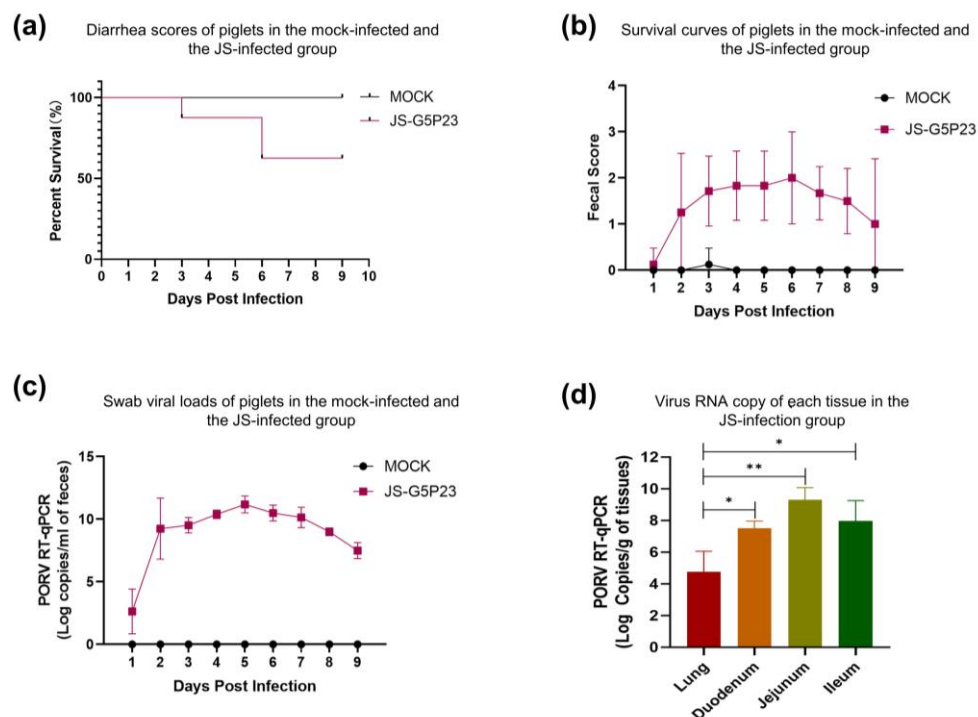 (a)
Diarrhea scores of piglets in the mock-infected and
the JS-infected group
Percent Survival(%)
100
50
0
0 1 2 3 4 5 6 7 8 9 10
Days Post Infection
MOCK
JS-G5P23
(b)
Survival curves of piglets in the mock-infected and
the JS-infected group
Fecal Score
4
3
2
1
0
1 2 3 4 5 6 7 8 9
Days Post Infection
MOCK
JS-G5P23
(c)
Swab viral loads of piglets in the mock-infected and
the JS-infected group
PORV RT-qPCR
(Log copies/ml of feces)
15
10
5
0
1 2 3 4 5 6 7 8 9
Days Post Infection
MOCK
JS-G5P23
(d)
Virus RNA copy of each tissue in the
JS-infection group
PORV RT-qPCR
(Log Copies/g of tissues)
12
10
8
6
4
2
0
*
**
*
Lung
Duodenum
Jejunum
Ileum